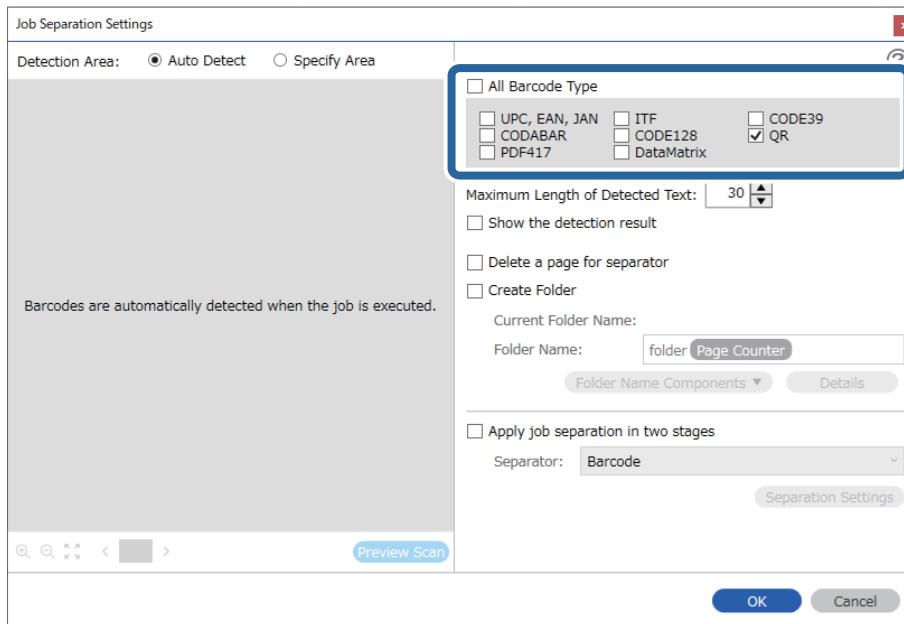 Job Separation Settings
Detection Area: Auto Detect Specify Area
All Barcode Type
UPC, EAN, JAN ITF CODE39
CODABAR CODE128 QR
PDF417 DataMatrix
Maximum Length of Detected Text: 30
Show the detection result
Delete a page for separator
Create Folder
Barcodes are automatically detected when the job is executed.
Current Folder Name:
Folder Name: folder Page Counter
Folder Name Components Details
Apply job separation in two stages
Separator: Barcode
Separation Settings
Preview Scan
OK Cancel